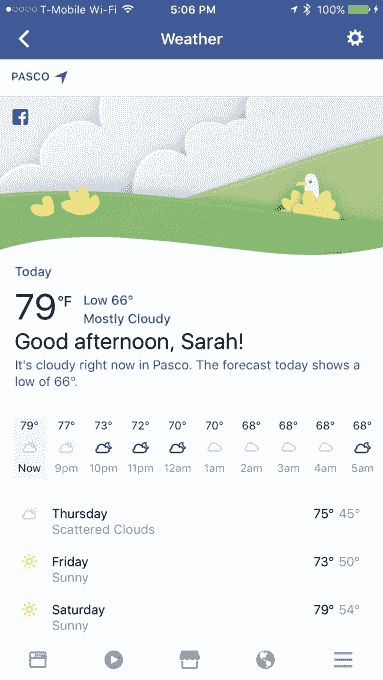 T-Mobile Wi-Fi 5:06 PM 100%
Weather
PASCO
f
Today
79°F Low 66°
Mostly Cloudy
Good afternoon, Sarah!
It's cloudy right now in Pasco. The forecast today shows a
low of 66°.
79° 77° 73° 72° 70° 70° 68° 68° 68° 68°
Now 9pm 10pm 11pm 12am 1am 2am 3am 4am 5am
Thursday 75° 45°
Scattered Clouds
Friday 73° 50°
Sunny
Saturday 79° 54°
Sunny